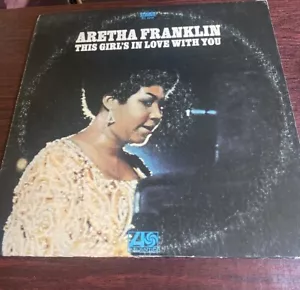 ARETHA FRANKLIN
THIS GIRL'S IN LOVE WITH YOU